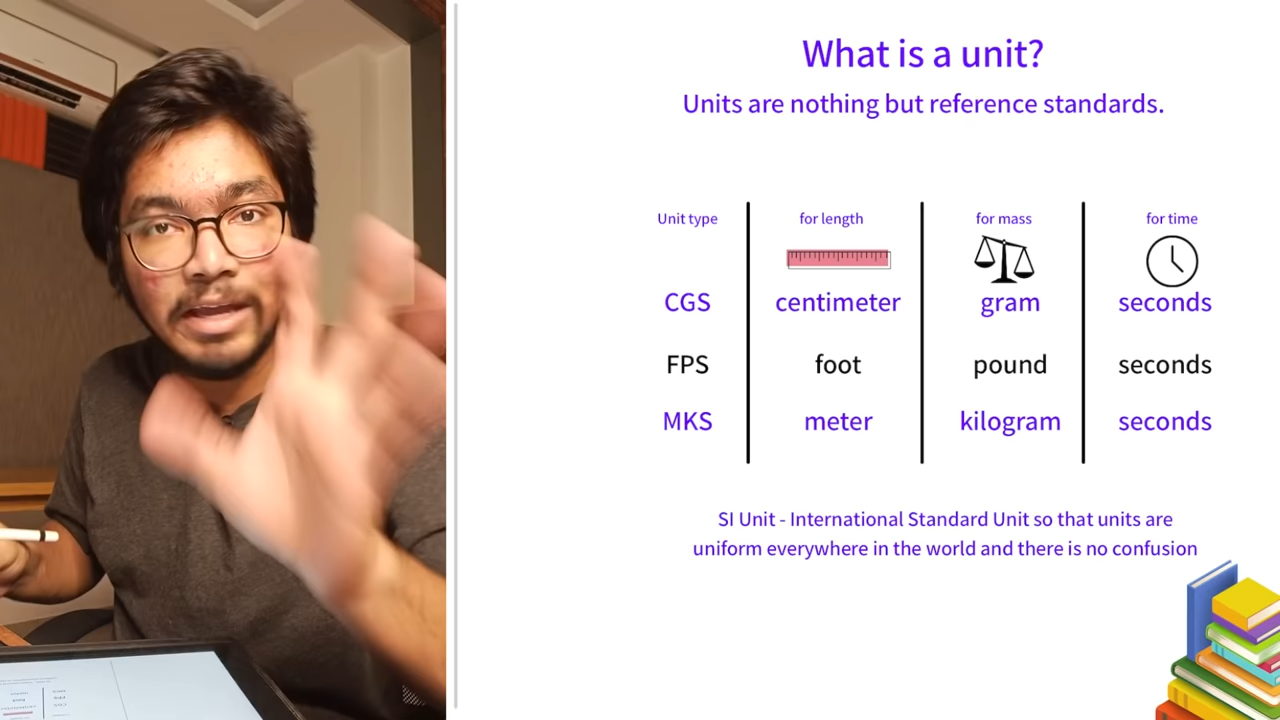 What is a unit?
Units are nothing but reference standards.
Unit type for length for mass for time
CGS centimeter gram seconds
FPS foot pound seconds
MKS meter kilogram seconds
SI Unit - International Standard Unit so that units are
uniform everywhere in the world and there is no confusion